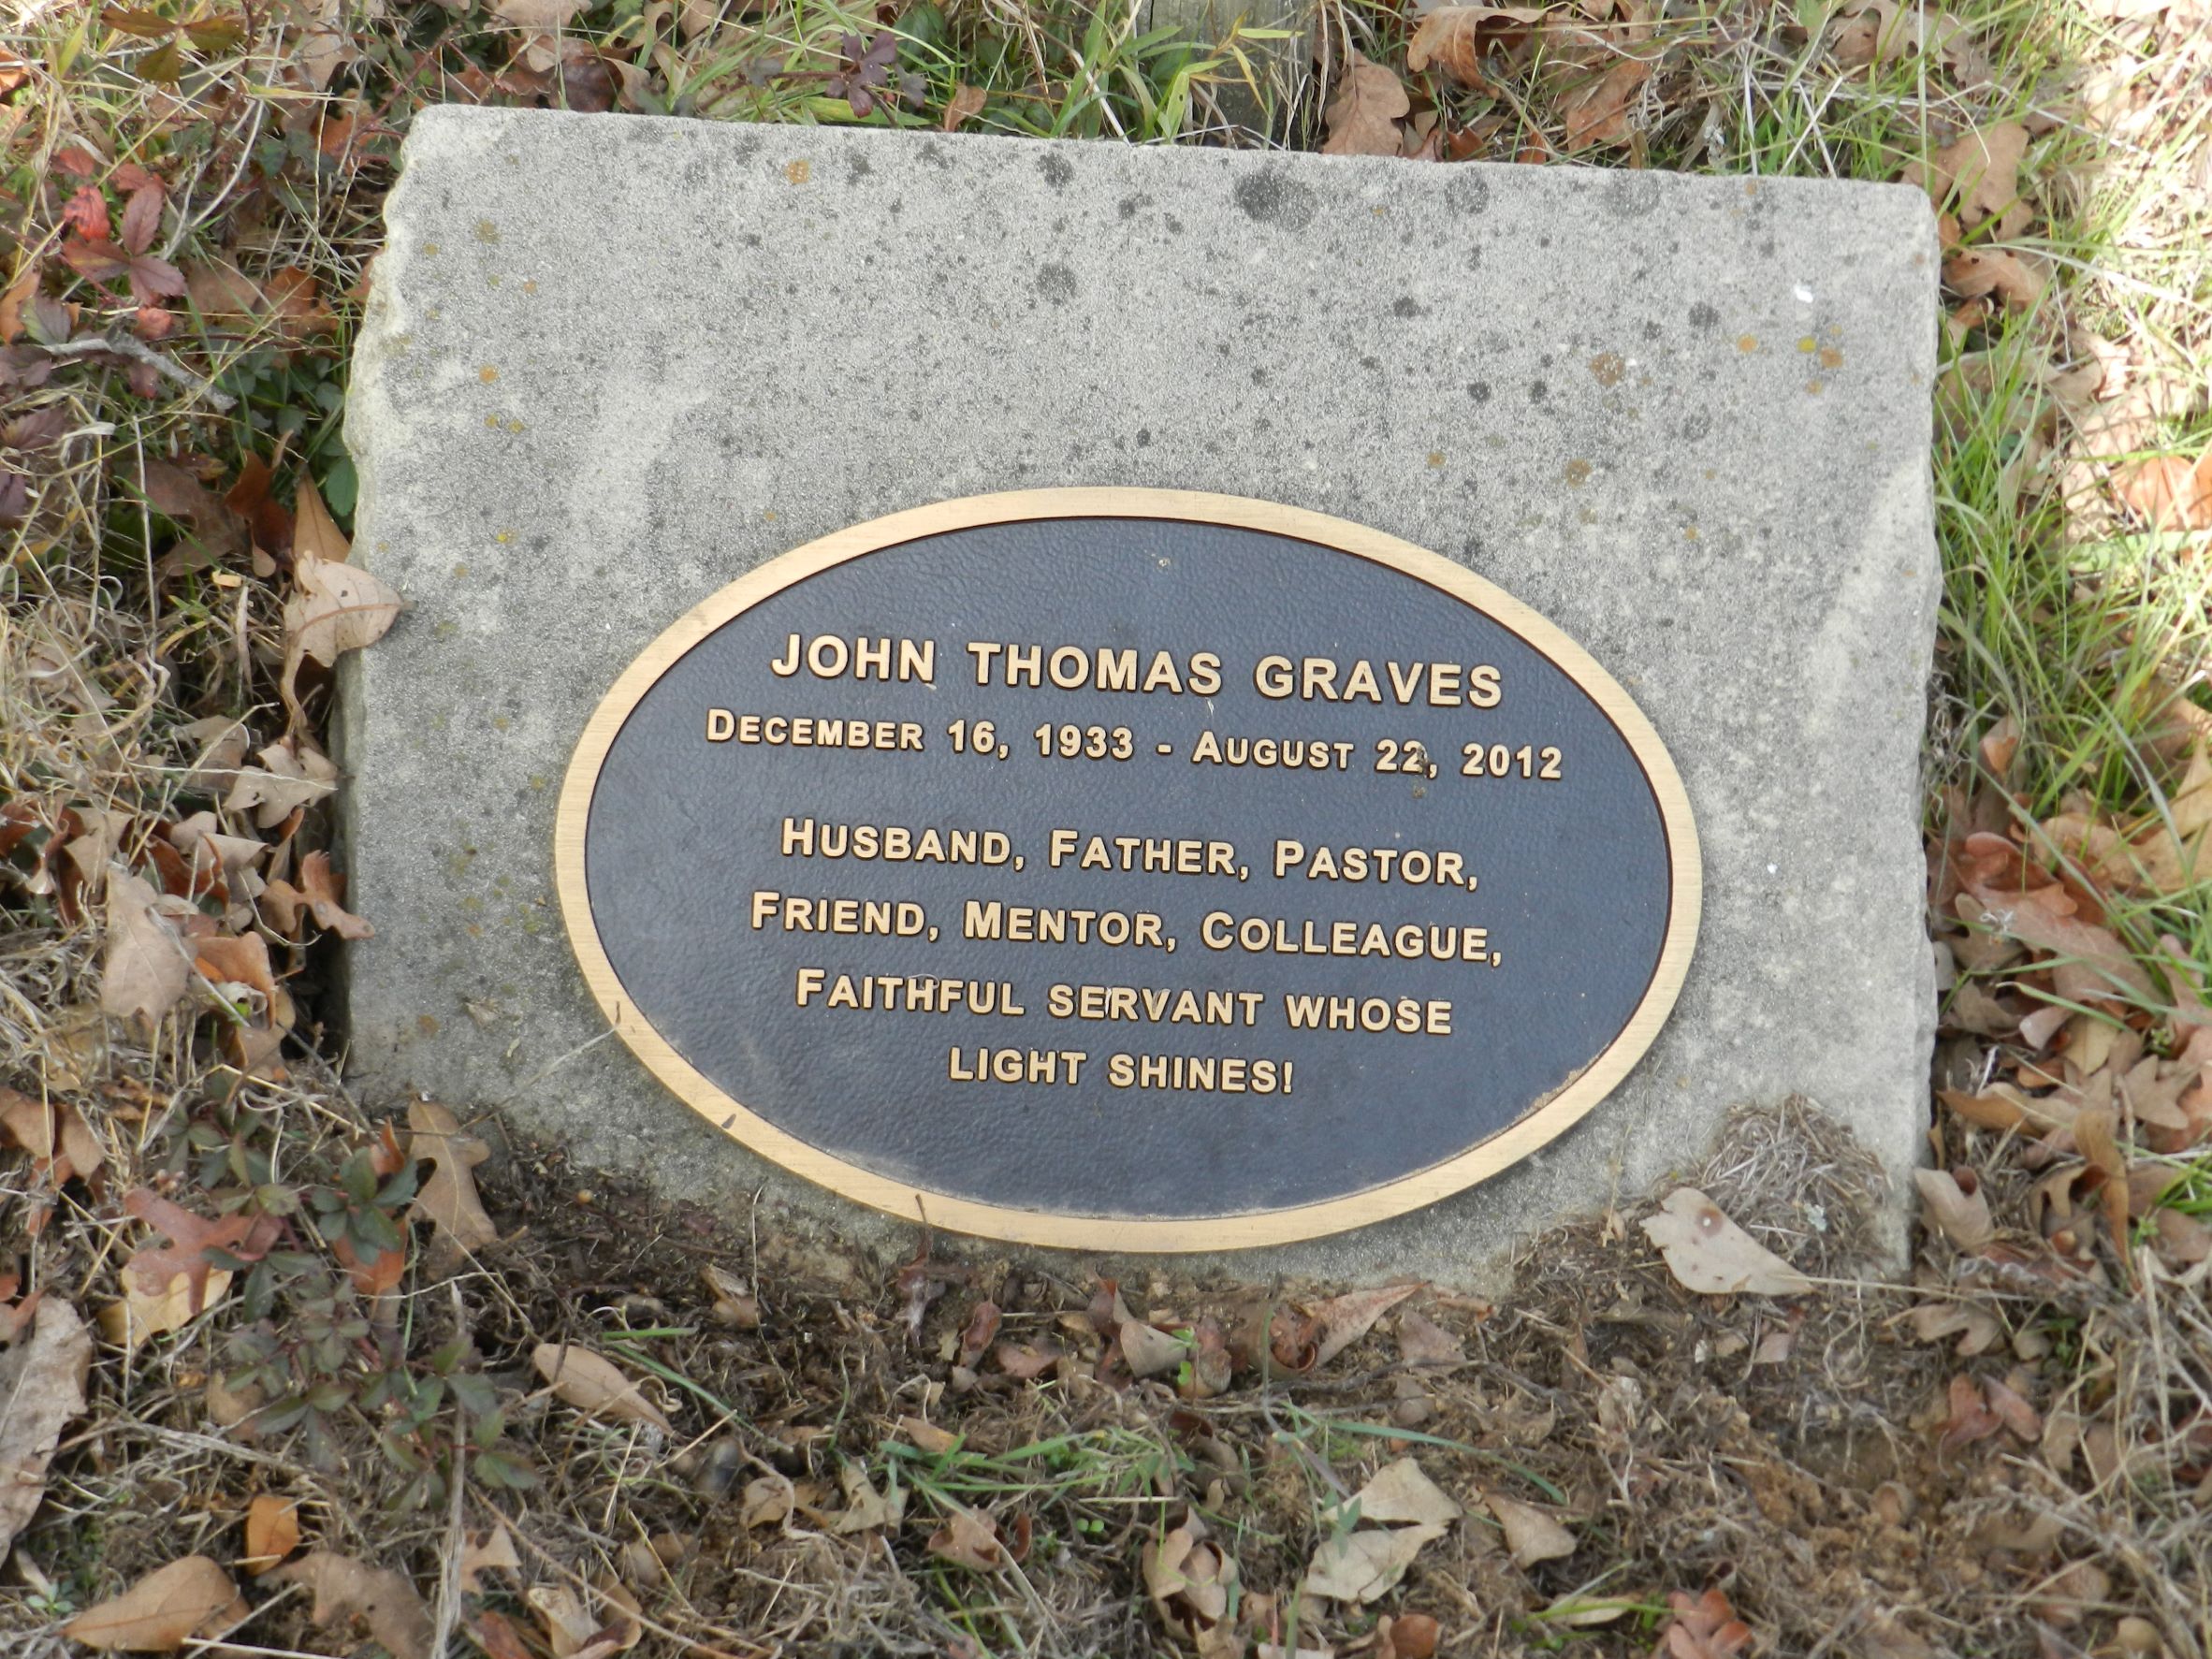 JOHN THOMAS GRAVES
DECEMBER 16, 1933 - AUGUST 22, 2012
HUSBAND, FATHER, PASTOR,
FRIEND, MENTOR, COLLEAGUE,
FAITHFUL SERVANT WHOSE
LIGHT SHINES!